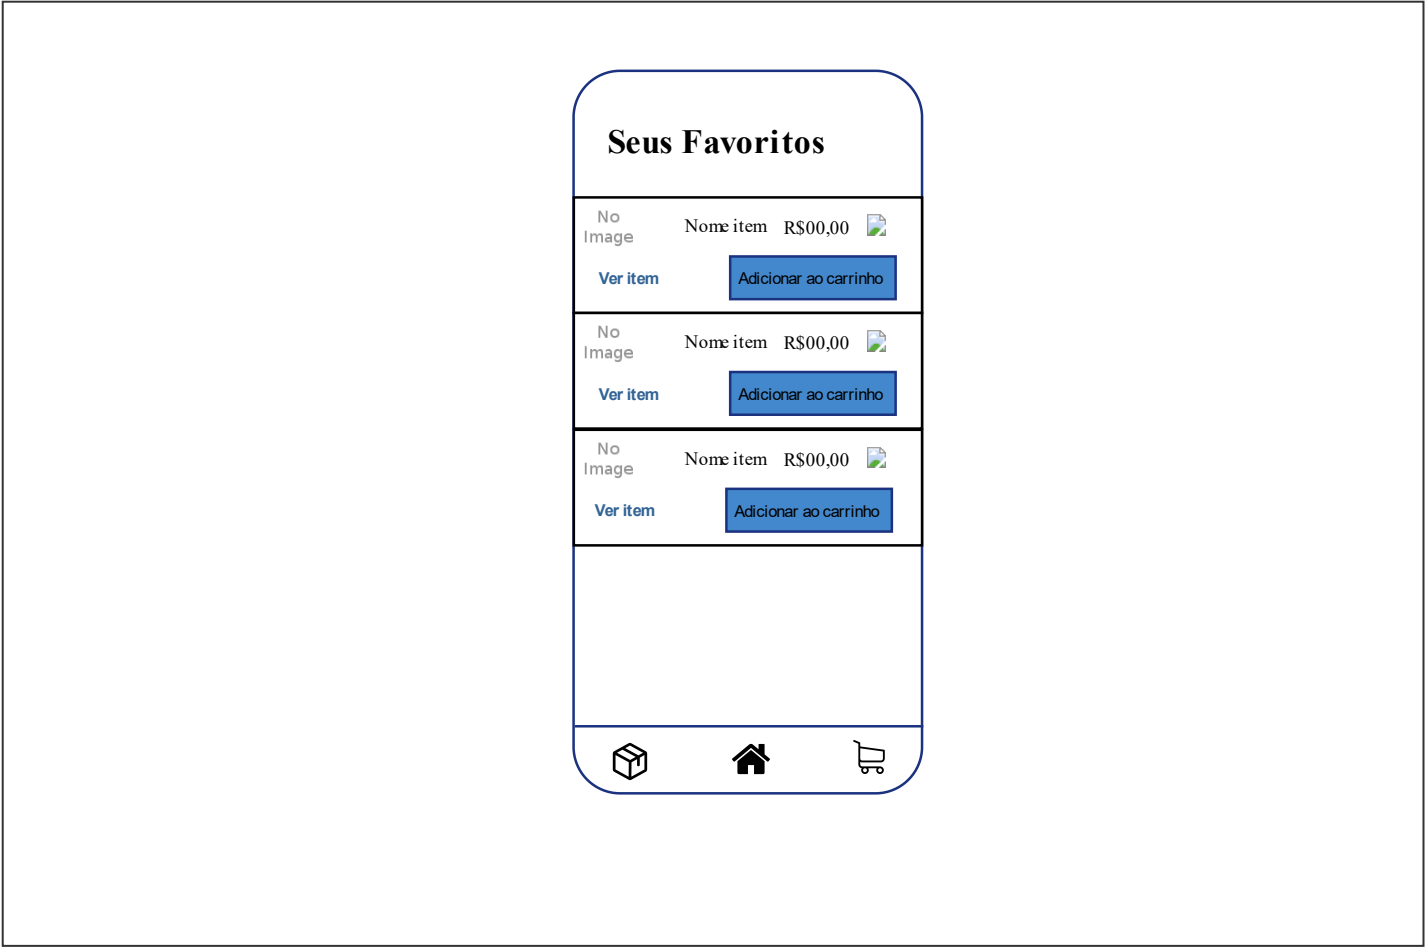 Seus Favoritos
No
Image
Nome item R$00,00
Ver item Adicionar ao carrinho
No
Image
Nome item R$00,00
Ver item Adicionar ao carrinho
No
Image
Nome item R$00,00
Ver item Adicionar ao carrinho